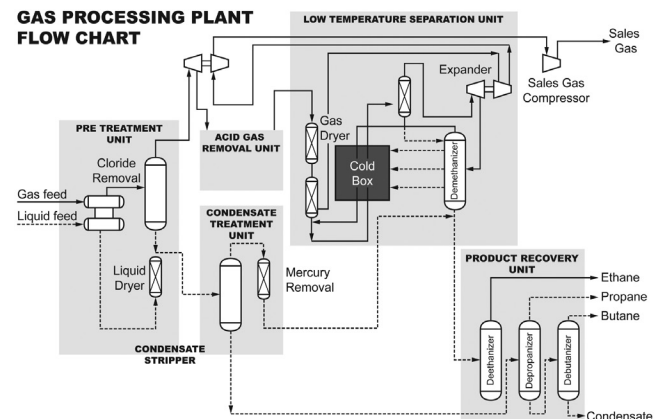 GAS PROCESSING PLANT
FLOW CHART
LOW TEMPERATURE SEPARATION UNIT
Sales
Gas
Expander
Sales Gas
Compressor
PRE TREATMENT
UNIT
ACID GAS
REMOVAL UNIT
Gas
Dryer
Cloride
Removal
Cold
Box
Demethanizer
Gas feed
Liquid feed
CONDENSATE
TREATMENT
UNIT
Liquid
Dryer
Mercury
Removal
PRODUCT RECOVERY
UNIT
Ethane
Propane
Butane
CONDENSATE
STRIPPER
Deethanizer
Depropanizer
Debutanizer
Condensate